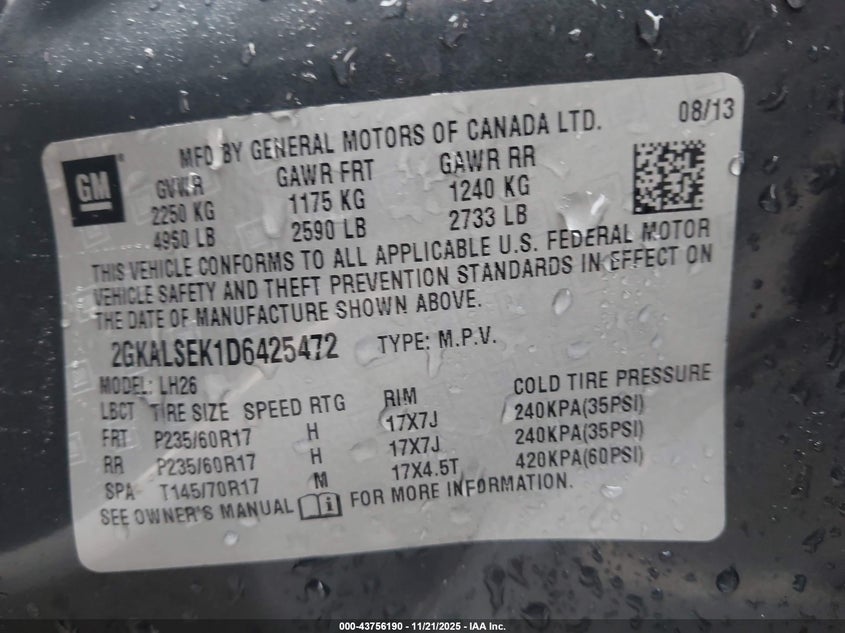 MFD BY GENERAL MOTORS OF CANADA LTD. 08/13
GM
GVWR GAWR FRT GAWR RR
2250 KG 1175 KG 1240 KG
4950 LB 2590 LB 2733 LB
THIS VEHICLE CONFORMS TO ALL APPLICABLE U.S. FEDERAL MOTOR
VEHICLE SAFETY AND THEFT PREVENTION STANDARDS IN EFFECT ON
THE DATE OF MANUFACTURE SHOWN ABOVE.
2GKALSEK1D6425472 TYPE: M.P.V.
MODEL: LH26
LBCT TIRE SIZE SPEED RTG RIM COLD TIRE PRESSURE
FRT P235/60R17 H 17X7J 240KPA(35PSI)
RR P235/60R17 H 17X7J 240KPA(35PSI)
SPA T145/70R17 M 17X4.5T 420KPA(60PSI)
SEE OWNER'S MANUAL i FOR MORE INFORMATION.
000-43756190 - 11/21/2025 - IAA Inc.